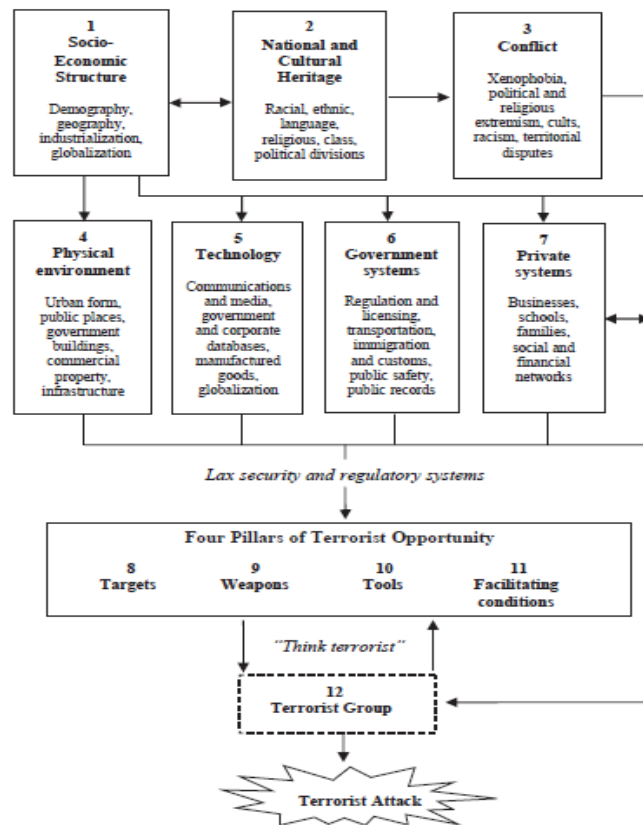 1
Socio-
Economic
Structure
Demography,
geography,
industrialization,
globalization
2
National and
Cultural
Heritage
Racial, ethnic,
language,
religious, class,
political divisions
3
Conflict
Xenophobia,
political and
religious
extremism, cults,
racism, territorial
disputes
4
Physical
environment
Urban form,
public places,
government
buildings,
commercial
property,
infrastructure
5
Technology
Communications
and media,
government
and corporate
databases,
manufactured
goods,
globalization
6
Government
systems
Regulation and
licensing,
transportation,
immigration
and customs,
public safety,
public records
7
Private
systems
Businesses,
schools,
families,
social and
financial
networks
Lax security and regulatory systems
Four Pillars of Terrorist Opportunity
8
Targets
9
Weapons
10
Tools
11
Facilitating
conditions
"Think terrorist"
12
Terrorist Group
Terrorist Attack